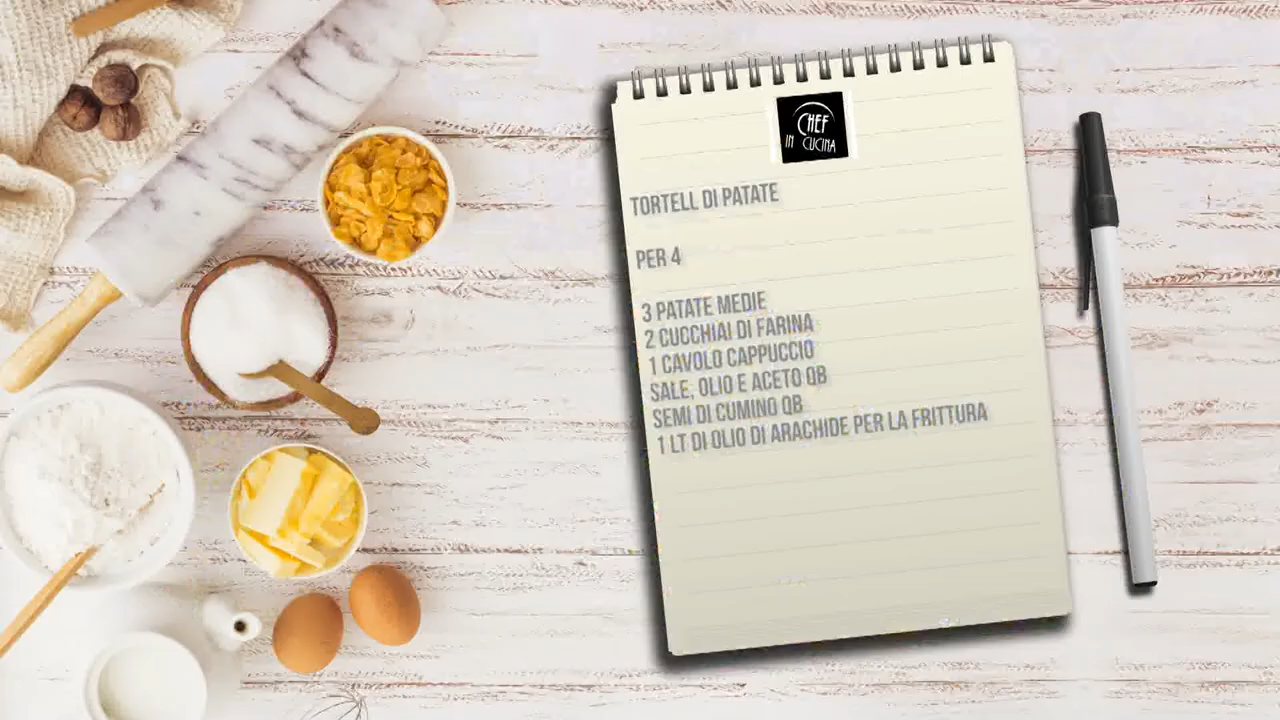 CHEF
IN CUCINA
TORTELL DI PATATE
PER 4
3 PATATE MEDIE
2 CUCCHIAI DI FARINA
1 CAVOLO CAPPUCCIO
SALE, OLIO E ACETO QB
SEMI DI CUMINO QB
1 LT DI OLIO DI ARACHIDE PER LA FRITTURA